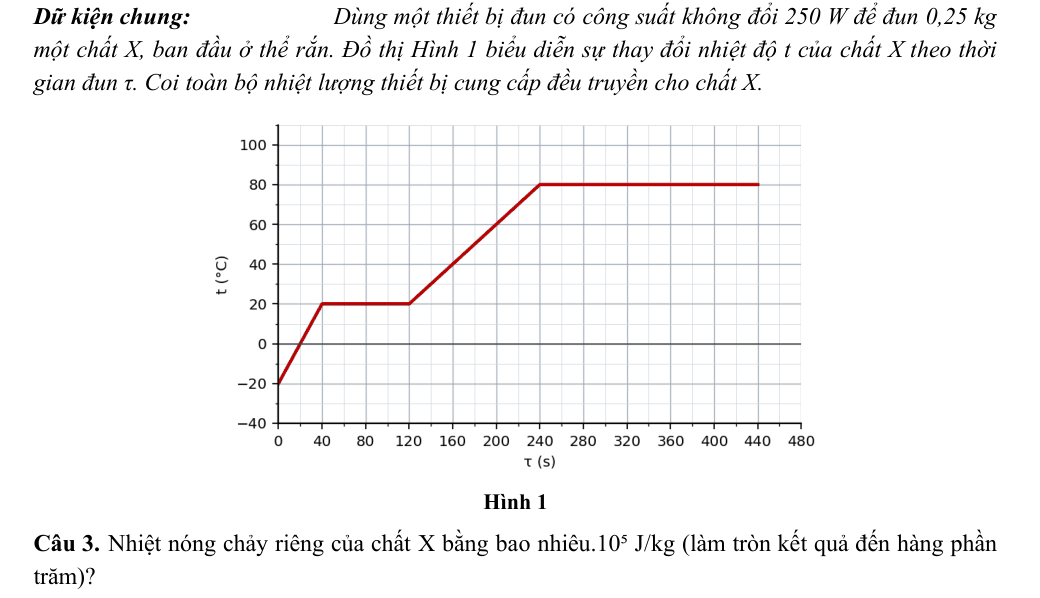 Dữ kiện chung: Dùng một thiết bị đun có công suất không đổi 250 W để đun 0,25 kg
một chất X, ban đầu ở thể rắn. Đồ thị Hình 1 biểu diễn sự thay đổi nhiệt độ t của chất X theo thời
gian đun τ. Coi toàn bộ nhiệt lượng thiết bị cung cấp đều truyền cho chất X.
100
80
60
40
20
0
−20
−40
t (°C)
0 40 80 120 160 200 240 280 320 360 400 440 480
τ (s)
Hình 1
Câu 3. Nhiệt nóng chảy riêng của chất X bằng bao nhiêu.10⁵ J/kg (làm tròn kết quả đến hàng phần
trăm)?